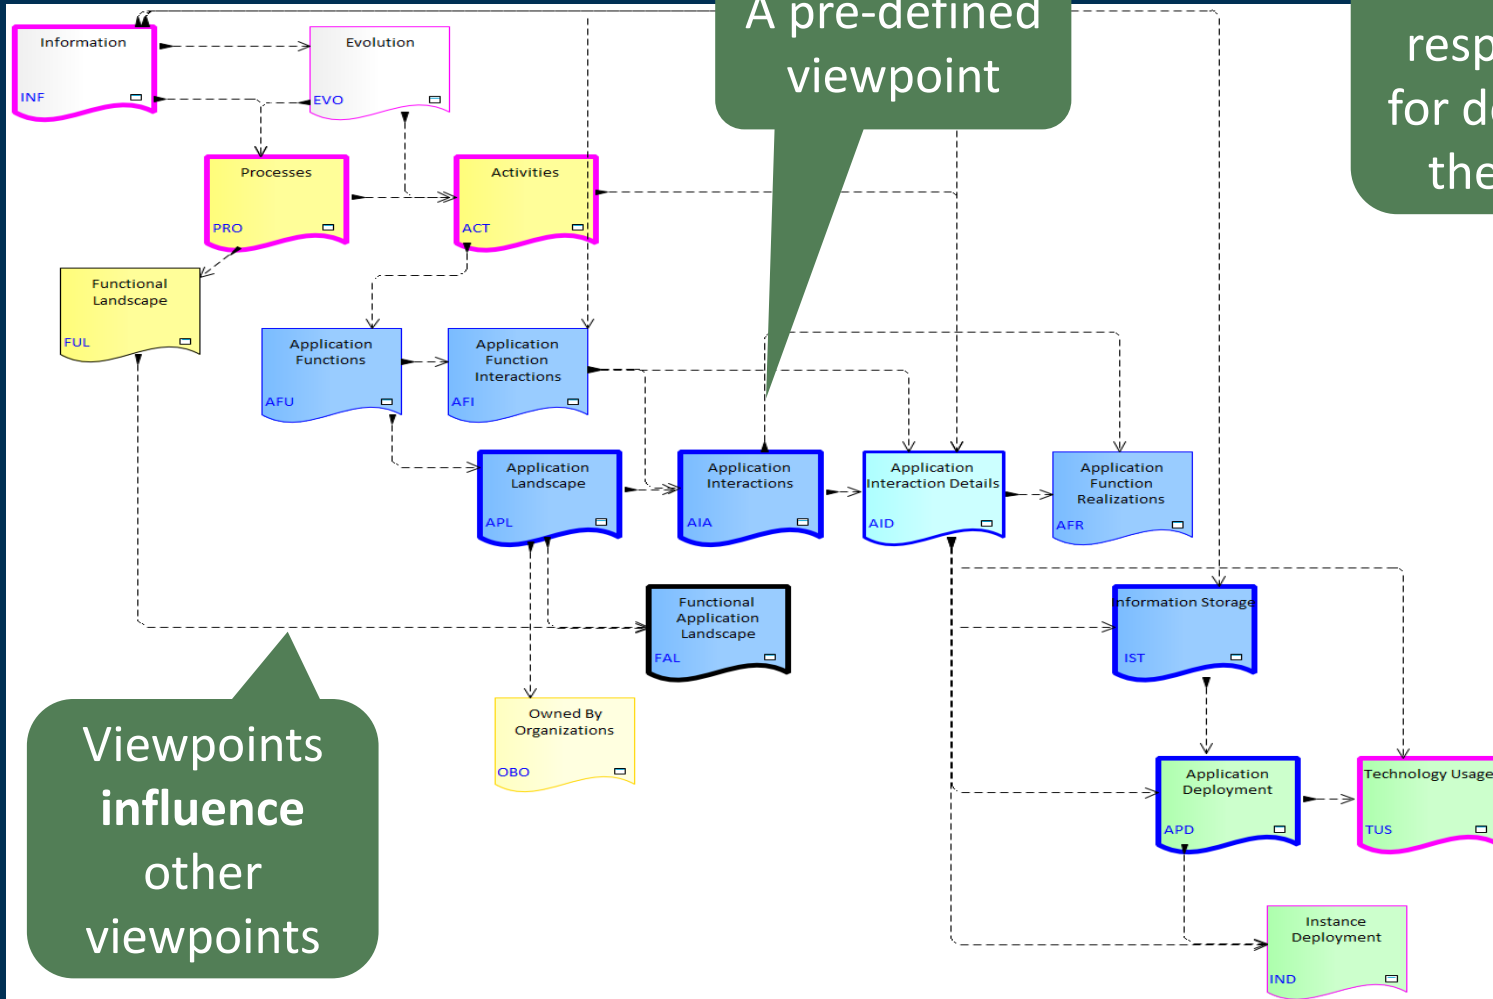 A pre-defined
viewpoint
for
the
Information
INF
Evolution
EVO
Processes
PRO
Activities
ACT
Functional
Landscape
FUL
Application
Functions
AFU
Application
Function
Interactions
AFI
Application
Landscape
APL
Application
Interactions
AIA
Application
Interaction Details
AID
Application
Function
Realizations
AFR
Functional
Application
Landscape
FAL
Information Storage
IST
Owned By
Organizations
OBO
Viewpoints
influence
other
viewpoints
Application
Deployment
APD
Technology Usage
TUS
Instance
Deployment
IND